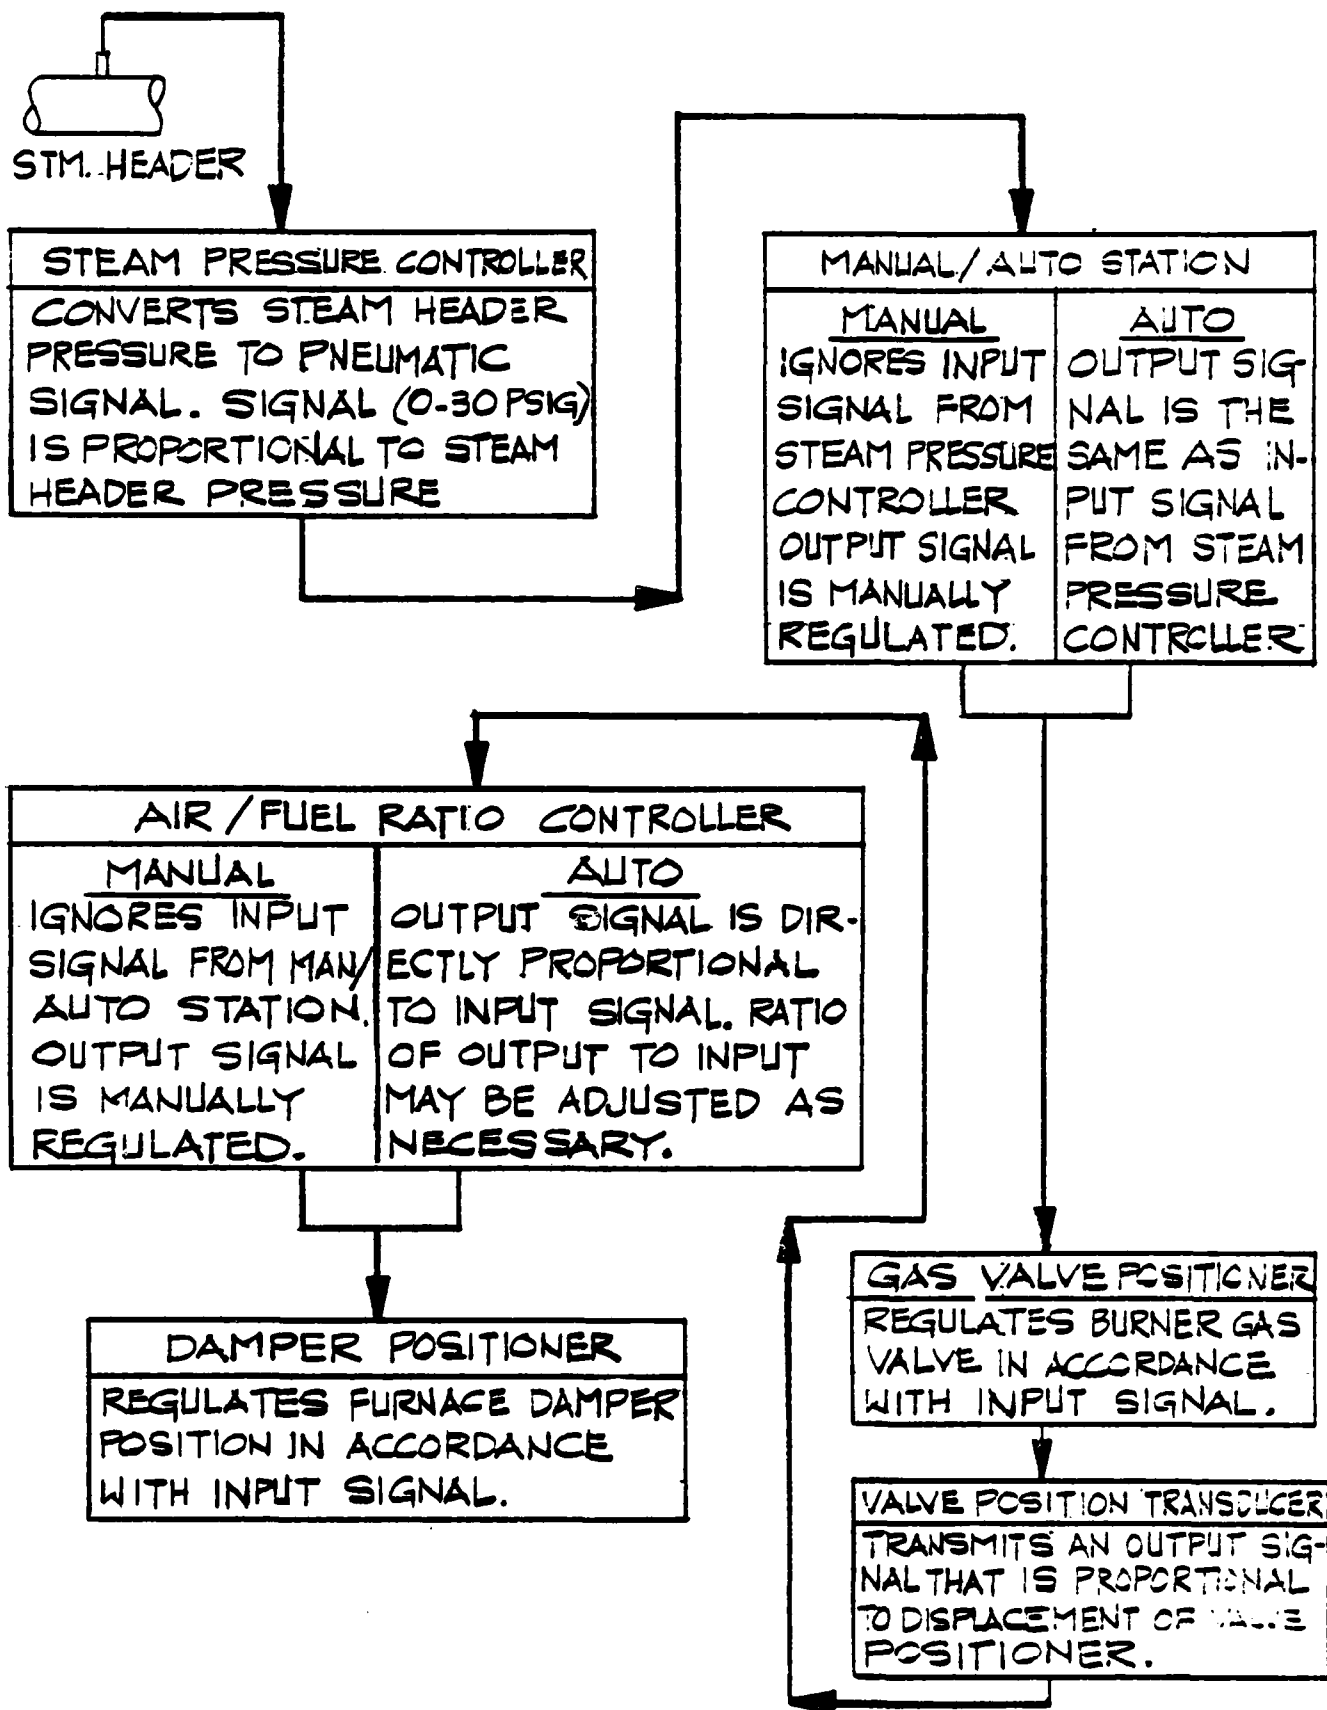 STM. HEADER
STEAM PRESSURE CONTROLLER
CONVERTS STEAM HEADER
PRESSURE TO PNEUMATIC
SIGNAL. SIGNAL (0-30 PSIG)
IS PROPORTIONAL TO STEAM
HEADER PRESSURE
MANUAL/AUTO STATION
MANUAL
IGNORES INPUT
SIGNAL FROM
STEAM PRESSURE
CONTROLLER
OUTPUT SIGNAL
IS MANUALLY
REGULATED.
AUTO
OUTPUT SIG-
NAL IS THE
SAME AS IN-
PUT SIGNAL
FROM STEAM
PRESSURE
CONTROLLER
AIR/FUEL RATIO CONTROLLER
MANUAL
IGNORES INPUT
SIGNAL FROM MAN/
AUTO STATION.
OUTPUT SIGNAL
IS MANUALLY
REGULATED.
AUTO
OUTPUT SIGNAL IS DIR-
ECTLY PROPORTIONAL
TO INPUT SIGNAL. RATIO
OF OUTPUT TO INPUT
MAY BE ADJUSTED AS
NECESSARY.
DAMPER POSITIONER
REGULATES FURNACE DAMPER
POSITION IN ACCORDANCE
WITH INPUT SIGNAL.
GAS VALVE POSITIONER
REGULATES BURNER GAS
VALVE IN ACCORDANCE
WITH INPUT SIGNAL.
VALVE POSITION TRANSDUCER
TRANSMITS AN OUTPUT SIG-
NAL THAT IS PROPORTIONAL
TO DISPLACEMENT OF VALVE
POSITIONER.